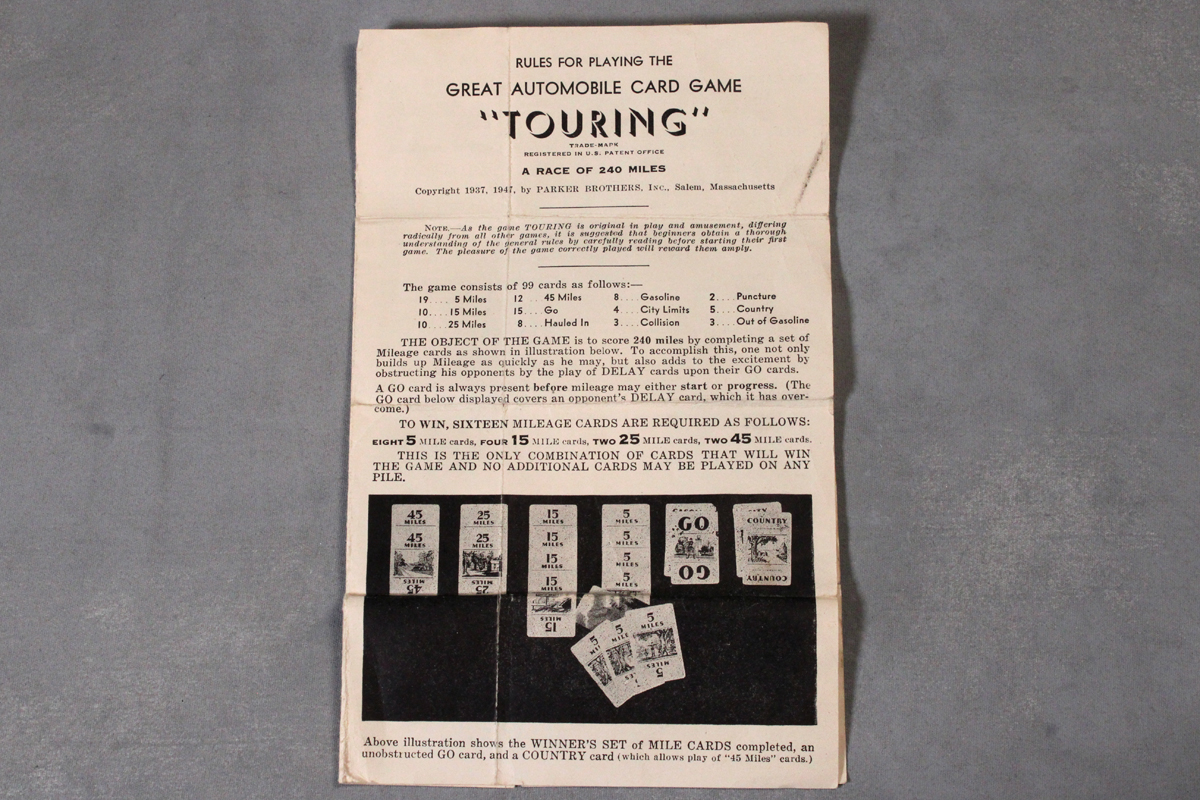 RULES FOR PLAYING THE
GREAT AUTOMOBILE CARD GAME
"TOURING"
TRADE-MARK
REGISTERED IN U.S. PATENT OFFICE
A RACE OF 240 MILES
Copyright 1937, 1947, by PARKER BROTHERS, INC., Salem, Massachusetts
NOTE.—As the game TOURING is original in play and amusement, differing
radically from all other games, it is suggested that beginners obtain a thorough
understanding of the general rules by carefully reading before starting their first
game. The pleasure of the game correctly played will reward them amply.
The game consists of 99 cards as follows:—
19.... 5 Miles 12 ... 45 Miles 8.... Gasoline 2.... Puncture
10.... 15 Miles 15.... Go 4.... City Limits 5.... Country
10.... 25 Miles 8.... Hauled In 3.... Collision 3... Out of Gasoline
THE OBJECT OF THE GAME is to score 240 miles by completing a set of
Mileage cards as shown in illustration below. To accomplish this, one not only
builds up Mileage as quickly as he may, but also adds to the excitement by
obstructing his opponents by the play of DELAY cards upon their GO cards.
A GO card is always present before mileage may either start or progress. (The
GO card below displayed covers an opponent's DELAY card, which it has over-
come.)
TO WIN, SIXTEEN MILEAGE CARDS ARE REQUIRED AS FOLLOWS:
EIGHT 5 MILE cards, FOUR 15 MILE cards, TWO 25 MILE cards, TWO 45 MILE cards.
THIS IS THE ONLY COMBINATION OF CARDS THAT WILL WIN
THE GAME AND NO ADDITIONAL CARDS MAY BE PLAYED ON ANY
PILE.
45
MILES
45
MILES
MILES
45
25
MILES
25
MILES
MILES
25
15
MILES
15
MILES
15
MILES
15
MILES
MILES
15
5
MILES
5
MILES
5
MILES
5
MILES
GO
GO
COUNTRY
COUNTRY
5
5
5
MILES
MILES
5
Above illustration shows the WINNER'S SET of MILE CARDS completed, an
unobstructed GO card, and a COUNTRY card (which allows play of "45 Miles" cards.)